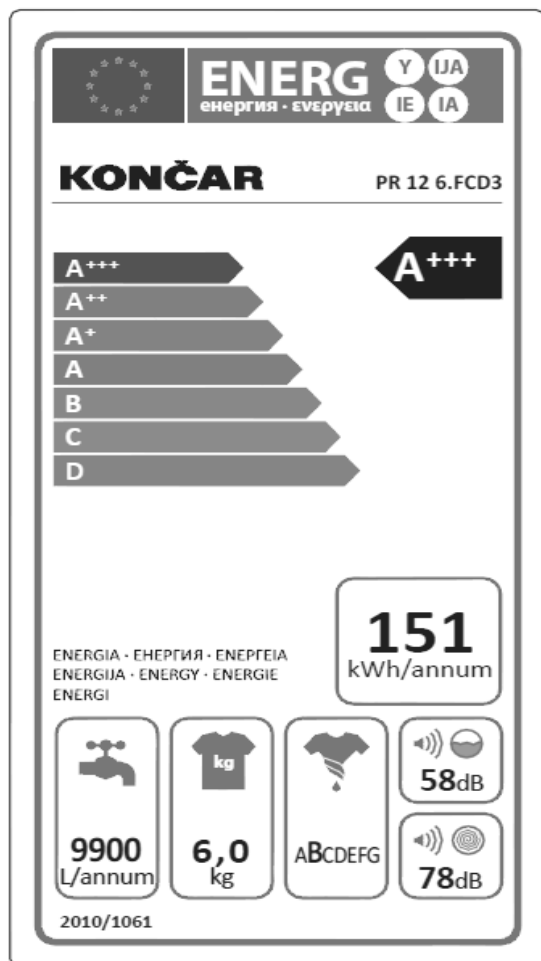 ENERG
енергия · ενεργεια
Y IJA
IE IA
KONČAR
PR 12 6.FCD3
A+++
A+++
A++
A+
A
B
C
D
151
kWh/annum
ENERGIA · ЕНЕРГИЯ · ΕΝΕΡΓΕΙΑ
ENERGIJA · ENERGY · ENERGIE
ENERGI
9900
L/annum
kg
6,0
kg
ABCDEFG
58dB
78dB
2010/1061